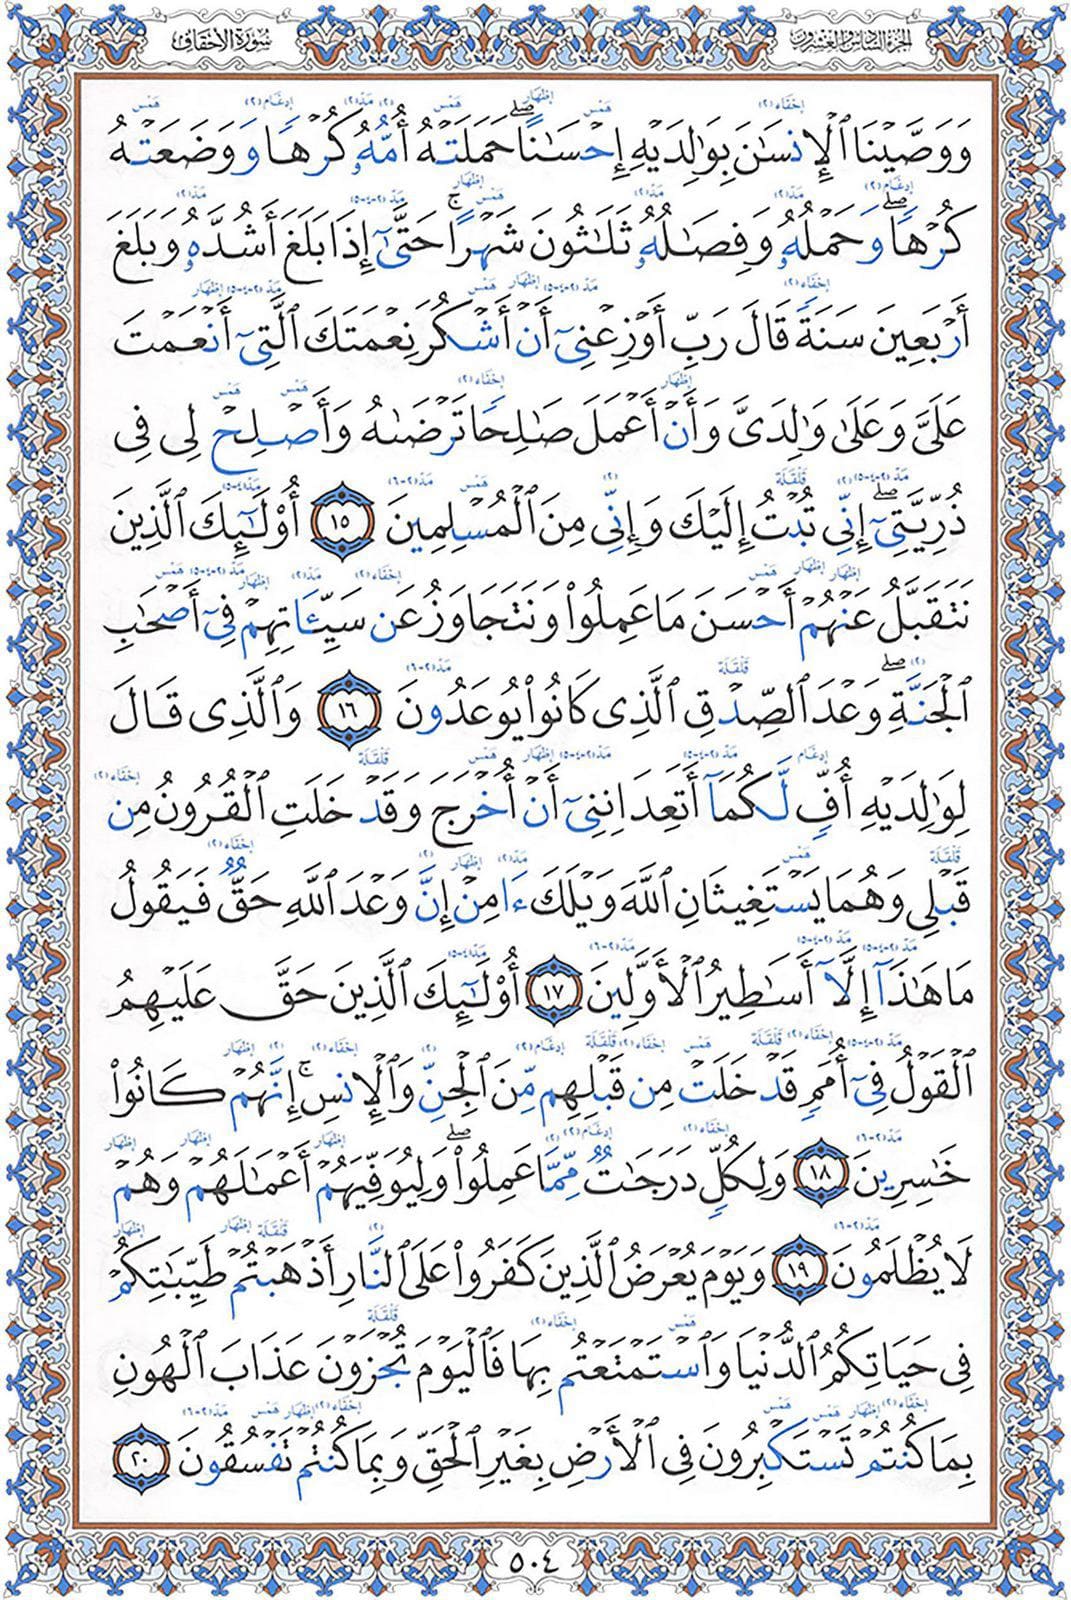 الجزء السادس والعشرون
سورة الأحقاف
وَوَصَّيْنَا ٱلْإِنسَٰنَ بِوَٰلِدَيْهِ إِحْسَٰنًا ۖ حَمَلَتْهُ أُمُّهُۥ كُرْهًا وَوَضَعَتْهُ
كُرْهًا ۖ وَحَمْلُهُۥ وَفِصَٰلُهُۥ ثَلَٰثُونَ شَهْرًا ۚ حَتَّىٰٓ إِذَا بَلَغَ أَشُدَّهُۥ وَبَلَغَ
أَرْبَعِينَ سَنَةً قَالَ رَبِّ أَوْزِعْنِىٓ أَنْ أَشْكُرَ نِعْمَتَكَ ٱلَّتِىٓ أَنْعَمْتَ
عَلَىَّ وَعَلَىٰ وَٰلِدَىَّ وَأَنْ أَعْمَلَ صَٰلِحًا تَرْضَىٰهُ وَأَصْلِحْ لِى فِى
ذُرِّيَّتِىٓ ۖ إِنِّى تُبْتُ إِلَيْكَ وَإِنِّى مِنَ ٱلْمُسْلِمِينَ ١٥ أُو۟لَٰٓئِكَ ٱلَّذِينَ
نَتَقَبَّلُ عَنْهُمْ أَحْسَنَ مَا عَمِلُوا۟ وَنَتَجَاوَزُ عَن سَيِّـَٔاتِهِمْ فِىٓ أَصْحَٰبِ
ٱلْجَنَّةِ ۖ وَعْدَ ٱلصِّدْقِ ٱلَّذِى كَانُوا۟ يُوعَدُونَ ١٦ وَٱلَّذِى قَالَ
لِوَٰلِدَيْهِ أُفٍّ لَّكُمَآ أَتَعِدَانِنِىٓ أَنْ أُخْرَجَ وَقَدْ خَلَتِ ٱلْقُرُونُ مِن
قَبْلِى وَهُمَا يَسْتَغِيثَانِ ٱللَّهَ وَيْلَكَ ءَامِنْ إِنَّ وَعْدَ ٱللَّهِ حَقٌّ فَيَقُولُ
مَا هَٰذَآ إِلَّآ أَسَٰطِيرُ ٱلْأَوَّلِينَ ١٧ أُو۟لَٰٓئِكَ ٱلَّذِينَ حَقَّ عَلَيْهِمُ
ٱلْقَوْلُ فِىٓ أُمَمٍ قَدْ خَلَتْ مِن قَبْلِهِم مِّنَ ٱلْجِنِّ وَٱلْإِنسِ ۖ إِنَّهُمْ كَانُوا۟
خَٰسِرِينَ ١٨ وَلِكُلٍّ دَرَجَٰتٌ مِّمَّا عَمِلُوا۟ ۖ وَلِيُوَفِّيَهُمْ أَعْمَٰلَهُمْ وَهُمْ
لَا يُظْلَمُونَ ١٩ وَيَوْمَ يُعْرَضُ ٱلَّذِينَ كَفَرُوا۟ عَلَى ٱلنَّارِ أَذْهَبْتُمْ طَيِّبَٰتِكُمْ
فِى حَيَاتِكُمُ ٱلدُّنْيَا وَٱسْتَمْتَعْتُم بِهَا فَٱلْيَوْمَ تُجْزَوْنَ عَذَابَ ٱلْهُونِ
بِمَا كُنتُمْ تَسْتَكْبِرُونَ فِى ٱلْأَرْضِ بِغَيْرِ ٱلْحَقِّ وَبِمَا كُنتُمْ تَفْسُقُونَ ٢٠
٥٠٤